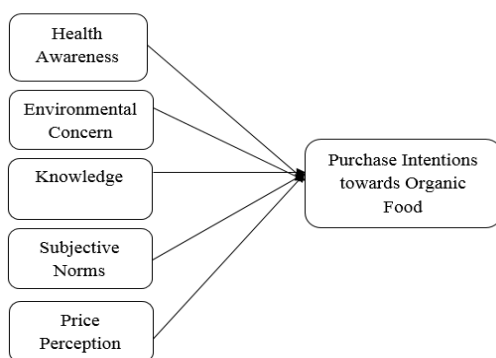 Health
Awareness
Environmental
Concern
Knowledge
Subjective
Norms
Price
Perception
Purchase Intentions
towards Organic
Food